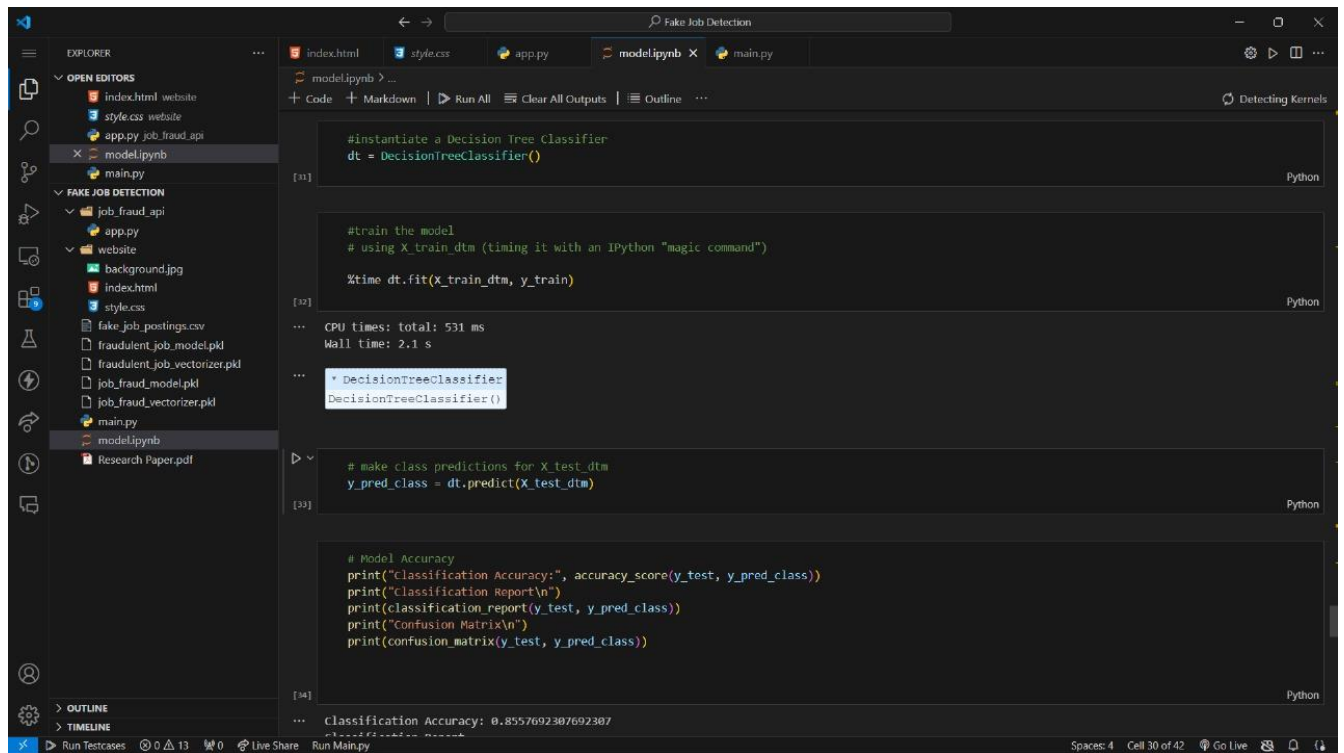 Fake Job Detection
EXPLORER
OPEN EDITORS
index.html website
style.css website
app.py job_fraud_api
model.ipynb
main.py
FAKE JOB DETECTION
job_fraud_api
app.py
website
background.jpg
index.html
style.css
fake_job_postings.csv
fraudulent_job_model.pkl
fraudulent_job_vectorizer.pkl
job_fraud_model.pkl
job_fraud_vectorizer.pkl
main.py
model.ipynb
Research Paper.pdf
OUTLINE
TIMELINE
index.html style.css app.py model.ipynb main.py
model.ipynb > ...
+ Code + Markdown | Run All Clear All Outputs | Outline ...
Detecting Kernels
#instantiate a Decision Tree Classifier
dt = DecisionTreeClassifier()
[31] Python
#train the model
# using X_train_dtm (timing it with an IPython "magic command")
%time dt.fit(X_train_dtm, y_train)
[32] Python
... CPU times: total: 531 ms
Wall time: 2.1 s
...
DecisionTreeClassifier
DecisionTreeClassifier()
# make class predictions for X_test_dtm
y_pred_class = dt.predict(X_test_dtm)
[33] Python
# Model Accuracy
print("Classification Accuracy:", accuracy_score(y_test, y_pred_class))
print("Classification Report\n")
print(classification_report(y_test, y_pred_class))
print("Confusion Matrix\n")
print(confusion_matrix(y_test, y_pred_class))
[34] Python
... Classification Accuracy: 0.8557692307692307
Run Testcases 0 13 0 Live Share Run Main.py Spaces: 4 Cell 30 of 42 Go Live